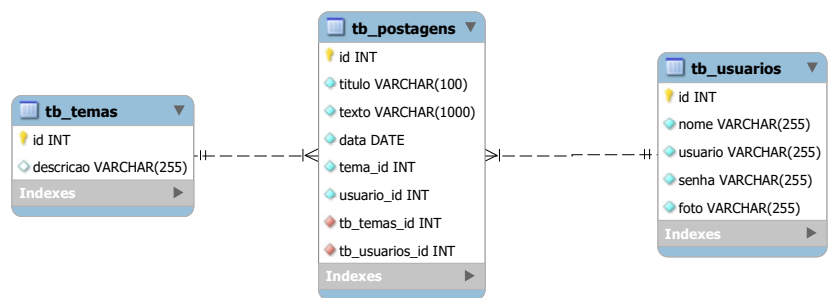 tb_temas
id INT
descricao VARCHAR(255)
Indexes
tb_postagens
id INT
titulo VARCHAR(100)
texto VARCHAR(1000)
data DATE
tema_id INT
usuario_id INT
tb_temas_id INT
tb_usuarios_id INT
Indexes
tb_usuarios
id INT
nome VARCHAR(255)
usuario VARCHAR(255)
senha VARCHAR(255)
foto VARCHAR(255)
Indexes